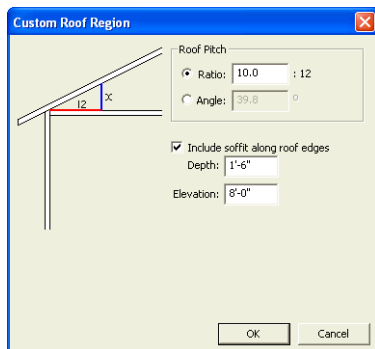 Custom Roof Region
Roof Pitch
Ratio: 10.0 : 12
Angle: 39.8 °
12 x
Include soffit along roof edges
Depth: 1'-6"
Elevation: 8'-0"
OK Cancel